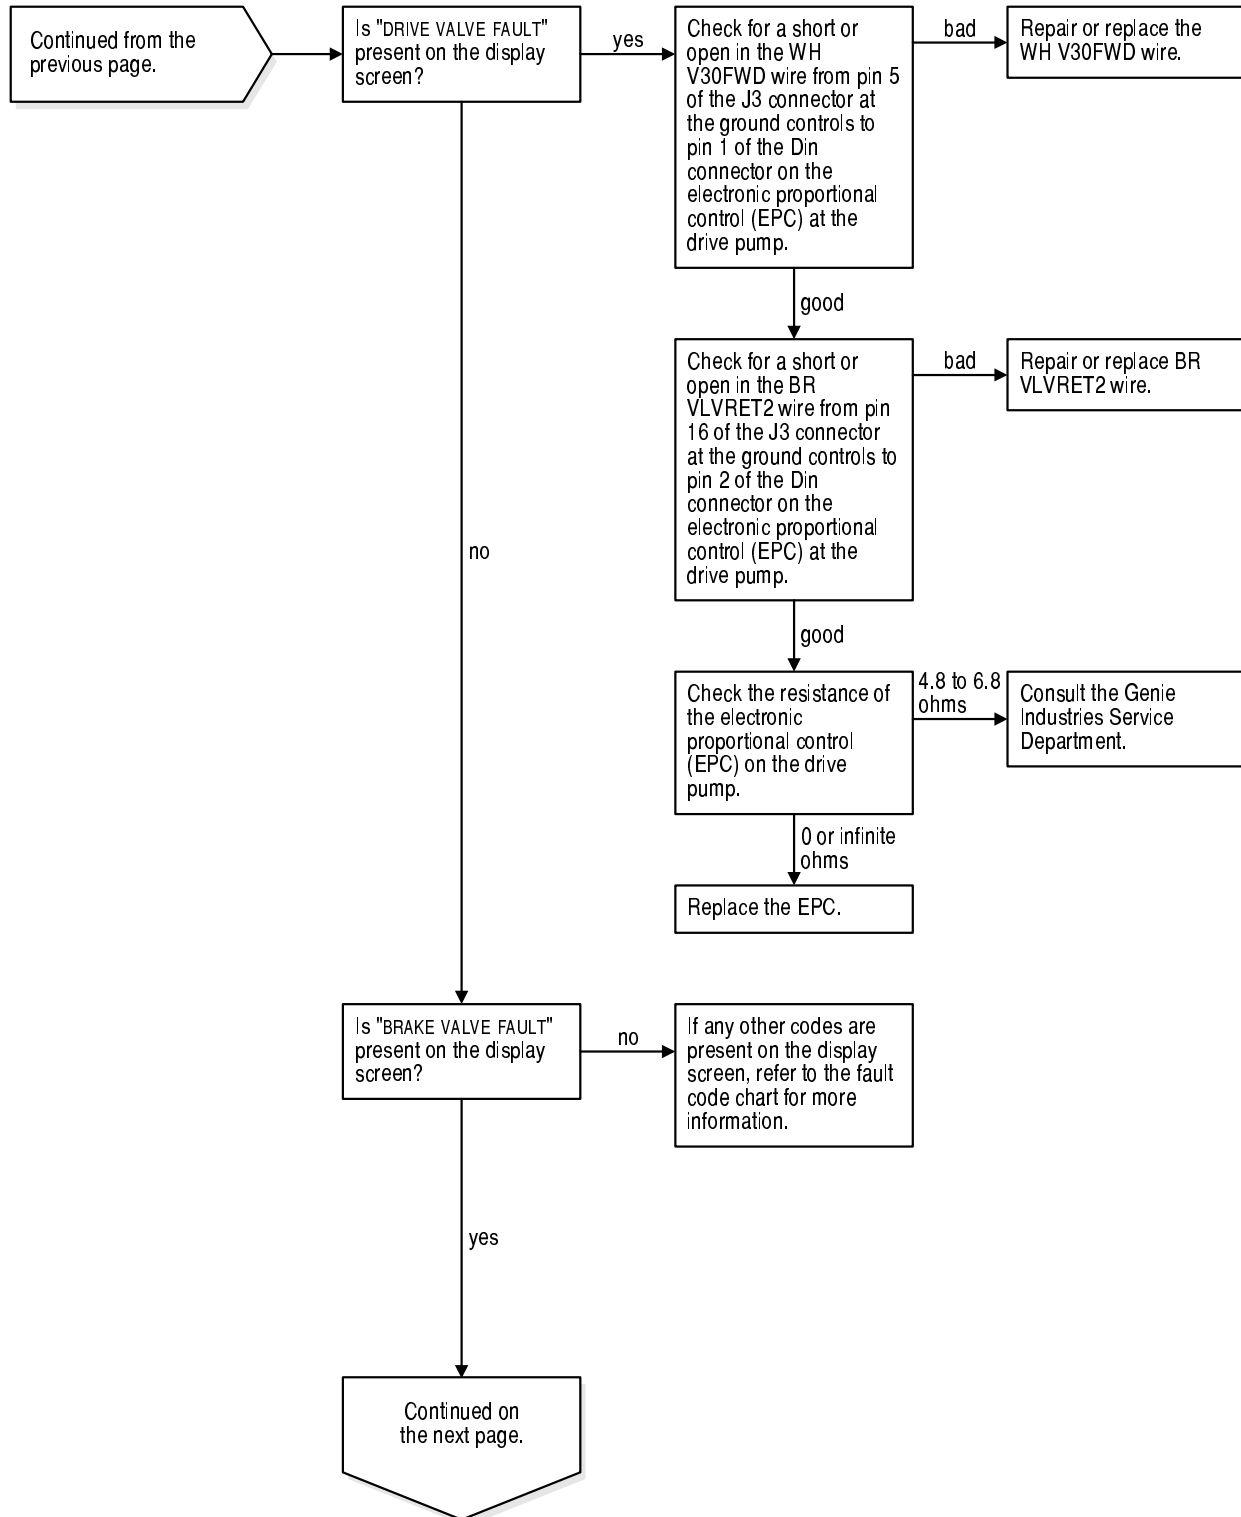 Continued from the
previous page.
Is "DRIVE VALVE FAULT"
present on the display
screen?
yes
Check for a short or
open in the WH
V30FWD wire from pin 5
of the J3 connector at
the ground controls to
pin 1 of the Din
connector on the
electronic proportional
control (EPC) at the
drive pump.
bad
Repair or replace the
WH V30FWD wire.
good
Check for a short or
open in the BR
VLVRET2 wire from pin
16 of the J3 connector
at the ground controls to
pin 2 of the Din
connector on the
electronic proportional
control (EPC) at the
drive pump.
bad
Repair or replace BR
VLVRET2 wire.
no
good
Check the resistance of
the electronic
proportional control
(EPC) on the drive
pump.
4.8 to 6.8
ohms
Consult the Genie
Industries Service
Department.
0 or infinite
ohms
Replace the EPC.
Is "BRAKE VALVE FAULT"
present on the display
screen?
no
If any other codes are
present on the display
screen, refer to the fault
code chart for more
information.
yes
Continued on
the next page.